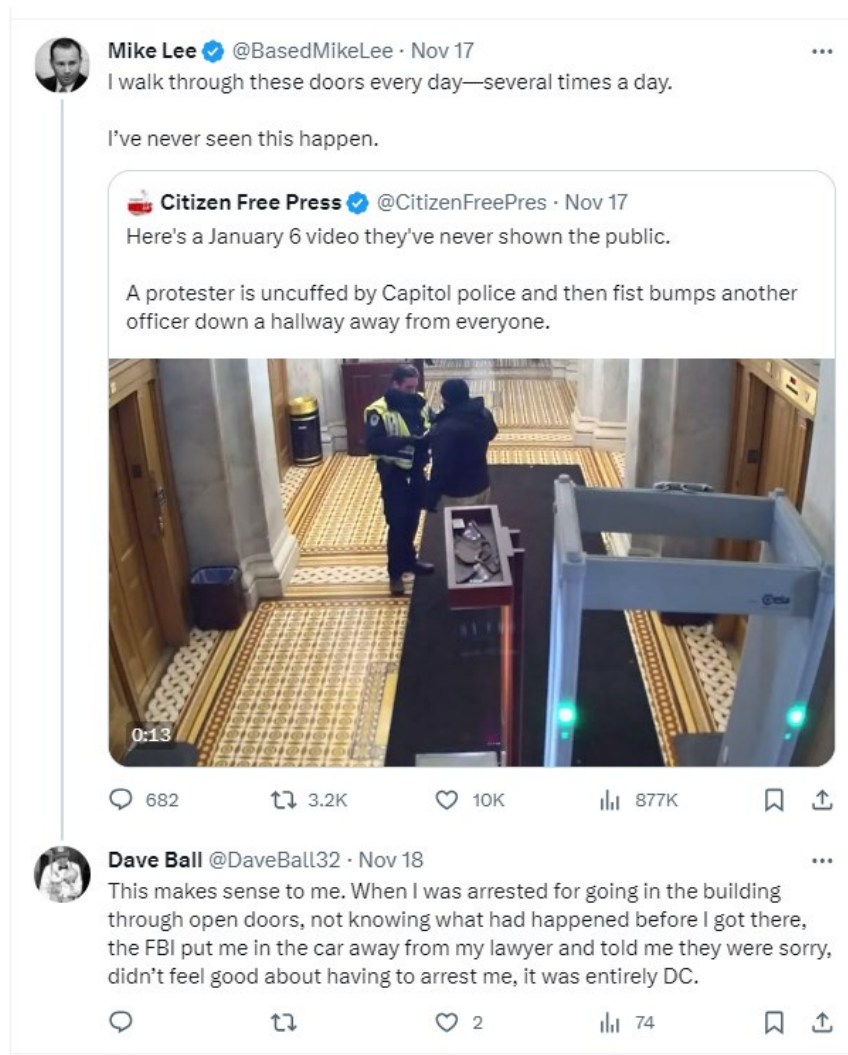 Mike Lee @BasedMikeLee · Nov 17
I walk through these doors every day—several times a day.
I've never seen this happen.
Citizen Free Press @CitizenFreePres · Nov 17
Here's a January 6 video they've never shown the public.
A protester is uncuffed by Capitol police and then fist bumps another
officer down a hallway away from everyone.
0:13
682 3.2K 10K 877K
Dave Ball @DaveBall32 · Nov 18
This makes sense to me. When I was arrested for going in the building
through open doors, not knowing what had happened before I got there,
the FBI put me in the car away from my lawyer and told me they were sorry,
didn't feel good about having to arrest me, it was entirely DC.
2 74